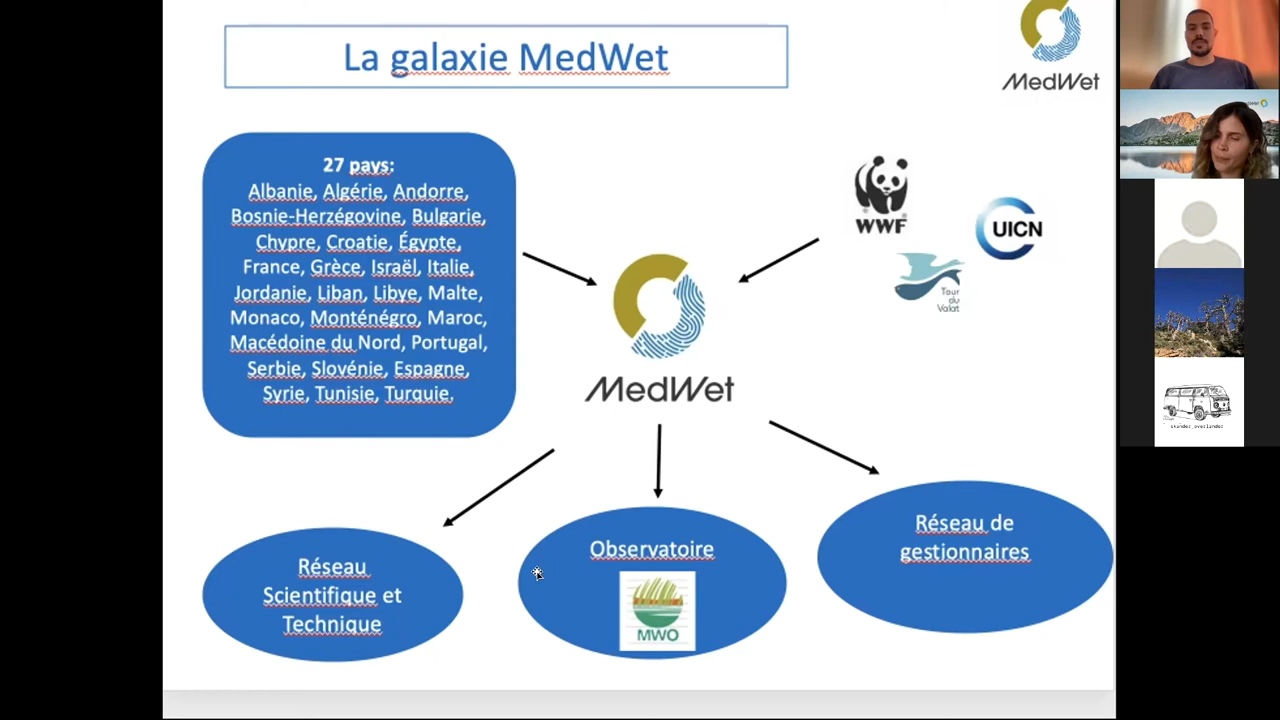 La galaxie MedWet
MedWet
27 pays:
Albanie, Algérie, Andorre,
Bosnie-Herzégovine, Bulgarie,
Chypre, Croatie, Égypte,
France, Grèce, Israël, Italie,
Jordanie, Liban, Libye, Malte,
Monaco, Monténégro, Maroc,
Macédoine du Nord, Portugal,
Serbie, Slovénie, Espagne,
Syrie, Tunisie, Turquie.
WWF
UICN
Tour
du
Valat
MedWet
Réseau
Scientifique et
Technique
Observatoire
MWO
Réseau de
gestionnaires